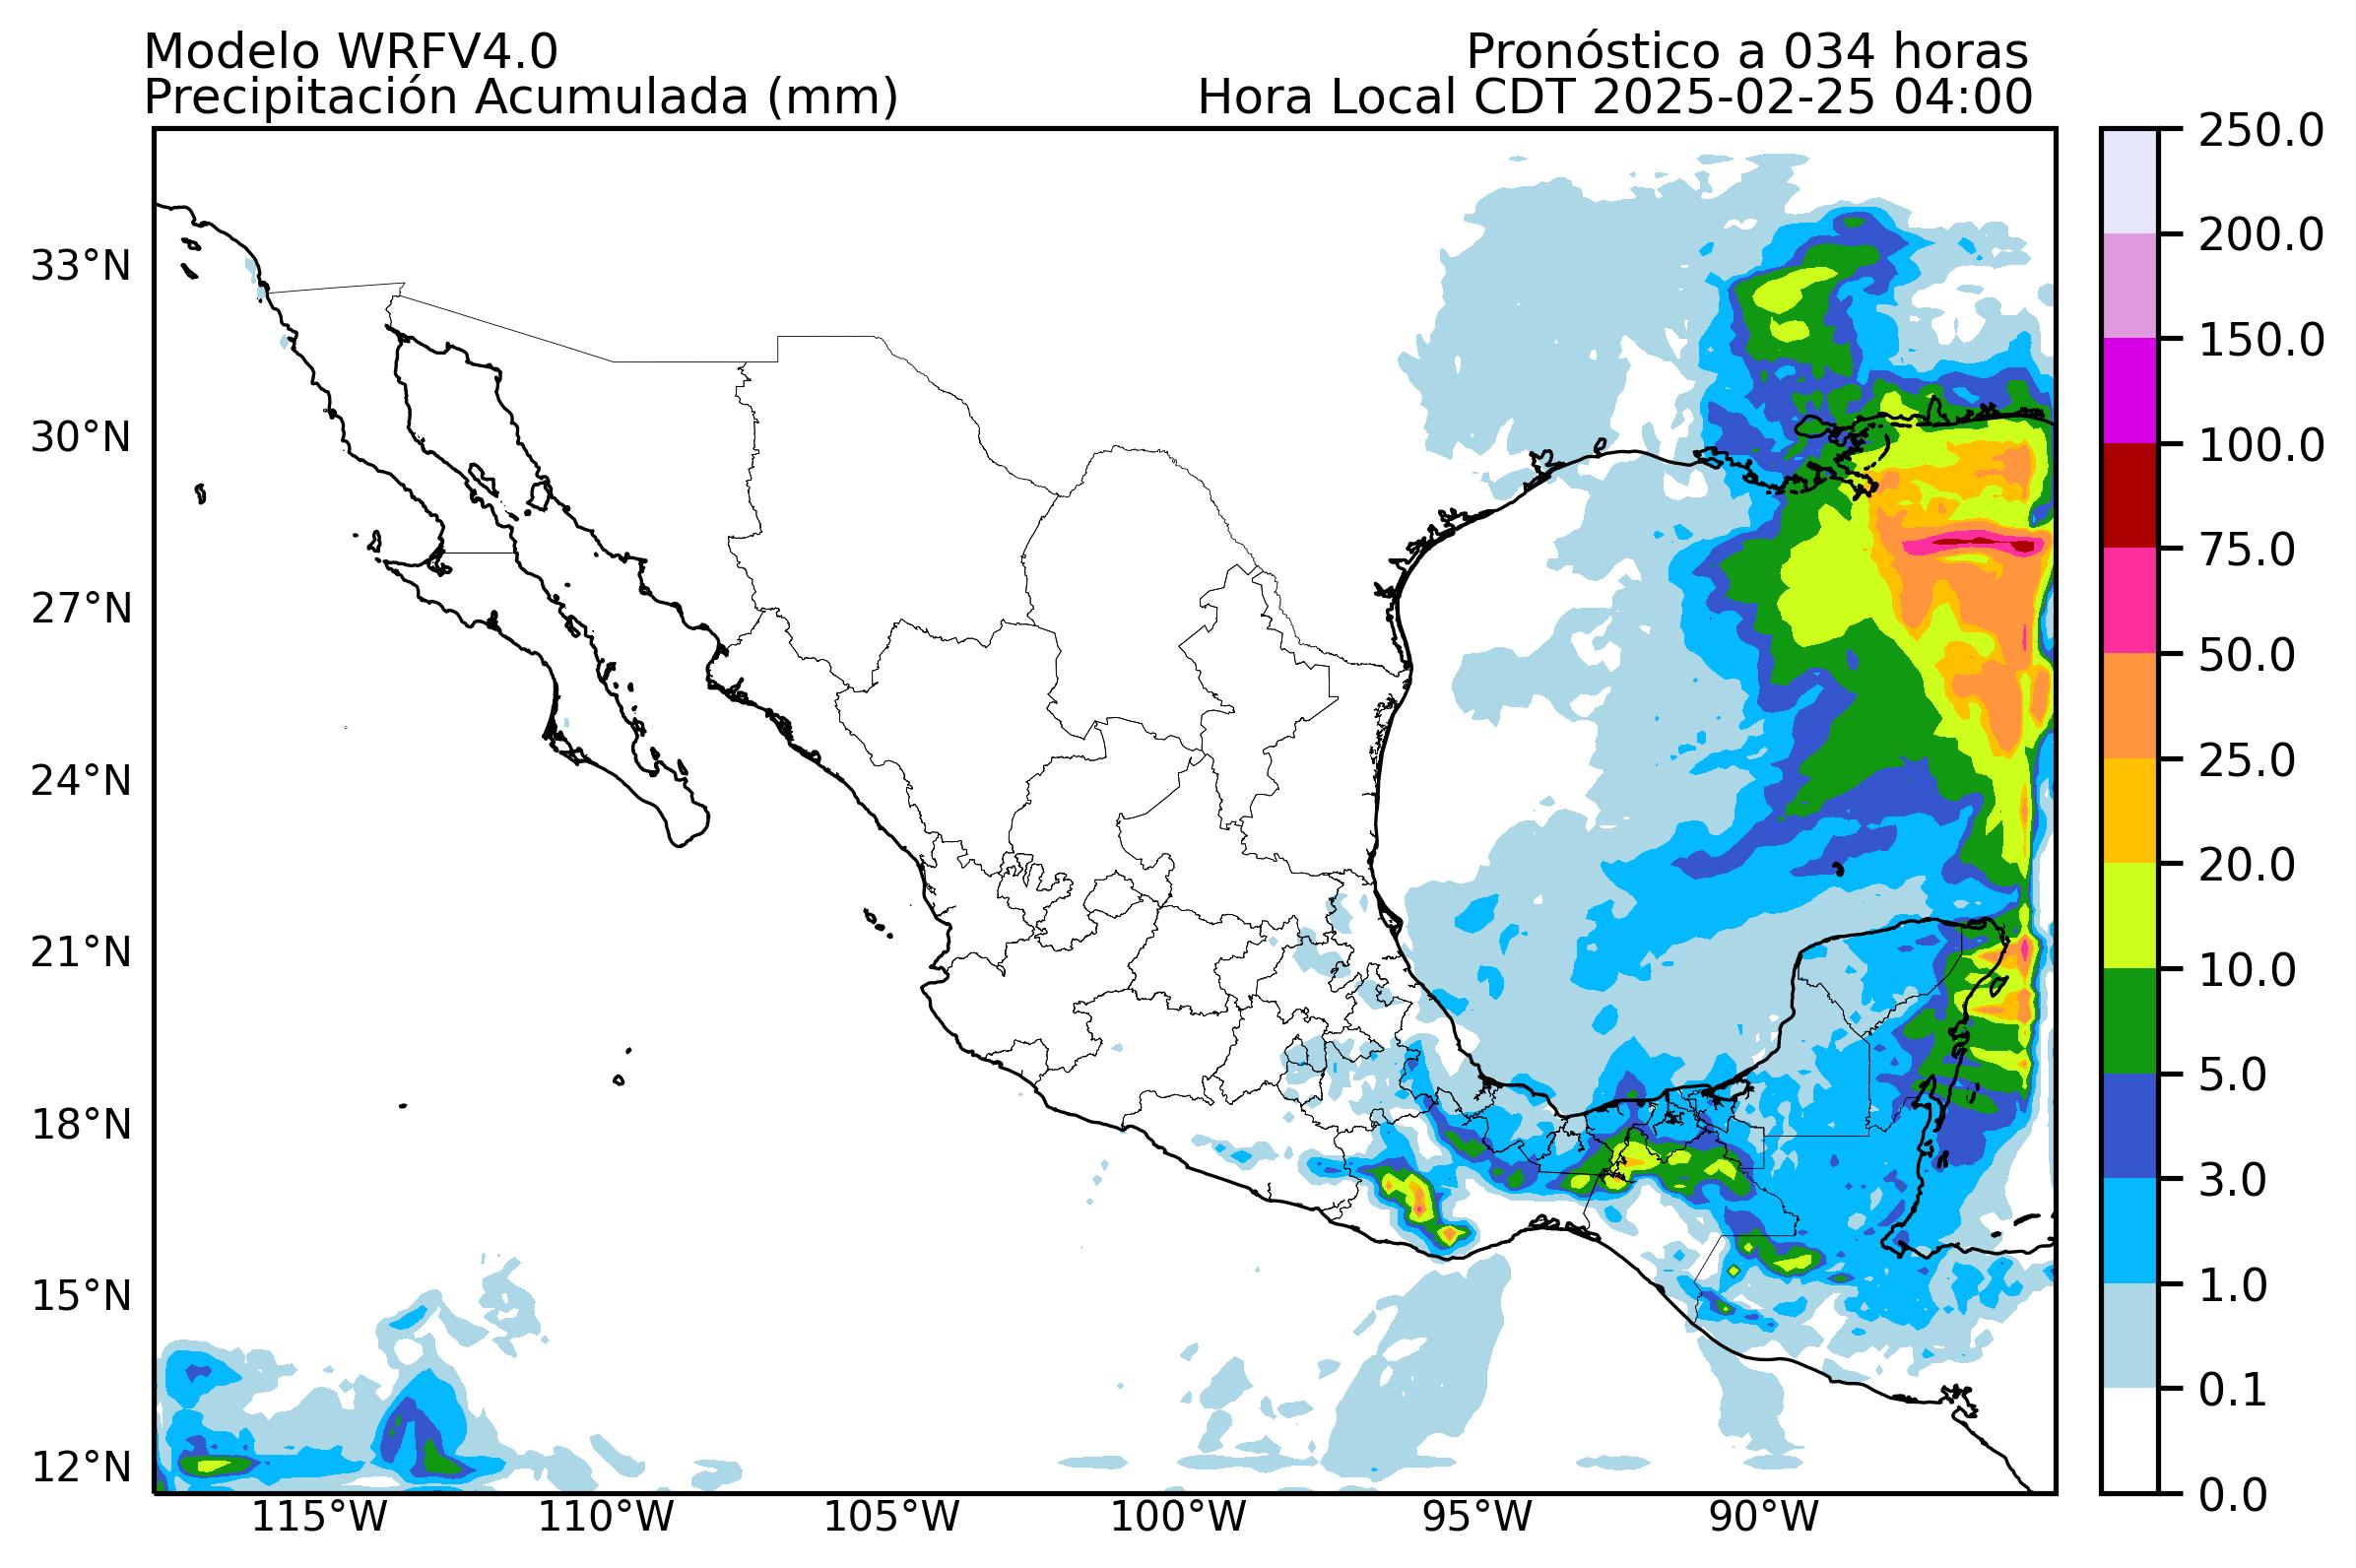 Modelo WRFV4.0
Pronóstico a 034 horas
Precipitación Acumulada (mm)
Hora Local CDT 2025-02-25 04:00
33°N
30°N
27°N
24°N
21°N
18°N
15°N
12°N
115°W
110°W
105°W
100°W
95°W
90°W
250.0
200.0
150.0
100.0
75.0
50.0
25.0
20.0
10.0
5.0
3.0
1.0
0.1
0.0